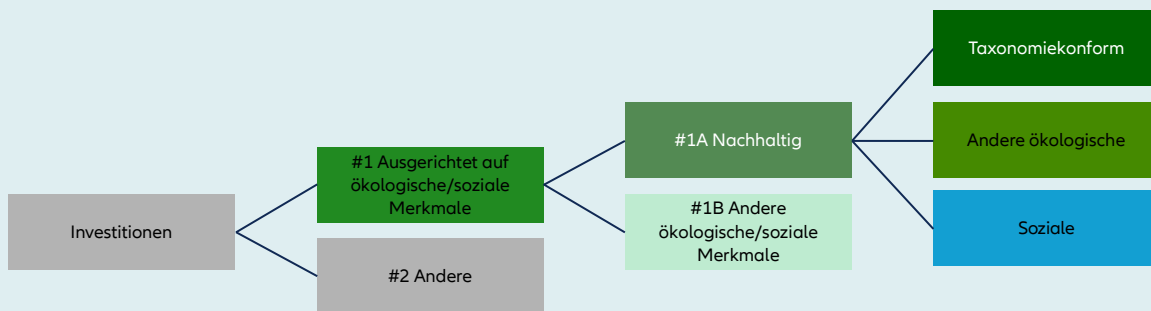 Investitionen
#1 Ausgerichtet auf
ökologische/soziale
Merkmale
#2 Andere
#1A Nachhaltig
#1B Andere
ökologische/soziale
Merkmale
Taxonomiekonform
Andere ökologische
Soziale